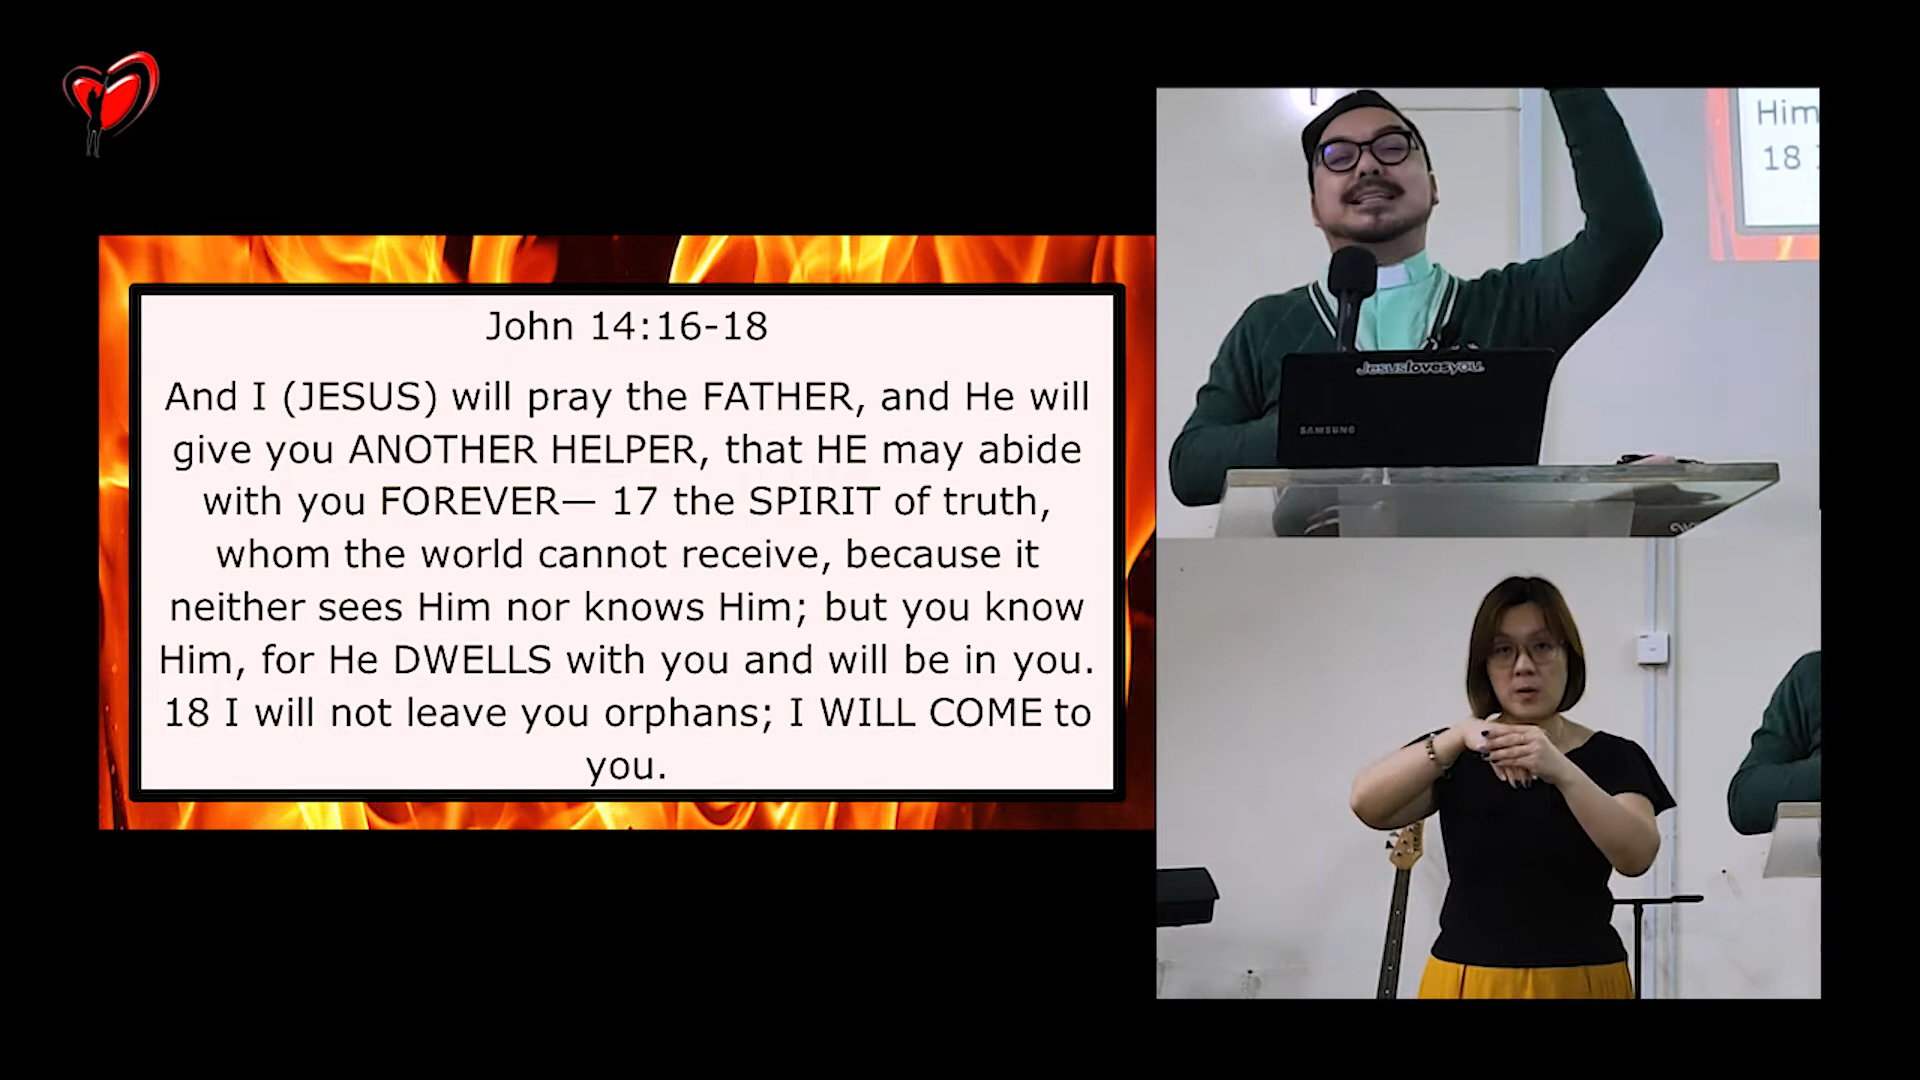 John 14:16-18
And I (JESUS) will pray the FATHER, and He will
give you ANOTHER HELPER, that HE may abide
with you FOREVER— 17 the SPIRIT of truth,
whom the world cannot receive, because it
neither sees Him nor knows Him; but you know
Him, for He DWELLS with you and will be in you.
18 I will not leave you orphans; I WILL COME to
you.
Him
18
Jesuslovesyou.
SAMSUNG